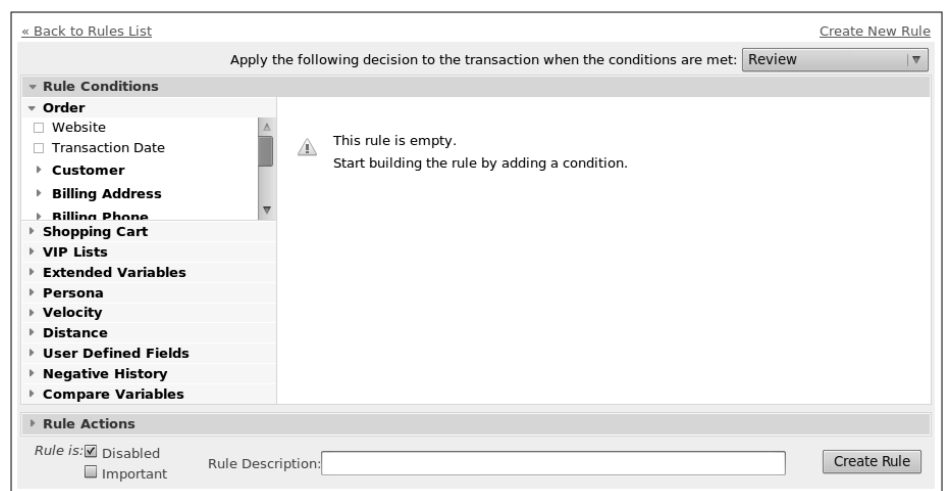 « Back to Rules List
Create New Rule
Apply the following decision to the transaction when the conditions are met: Review
Rule Conditions
Order
Website
Transaction Date
Customer
Billing Address
Billing Phone
Shopping Cart
VIP Lists
Extended Variables
Persona
Velocity
Distance
User Defined Fields
Negative History
Compare Variables
This rule is empty.
Start building the rule by adding a condition.
Rule Actions
Rule is: Disabled
Important
Rule Description:
Create Rule